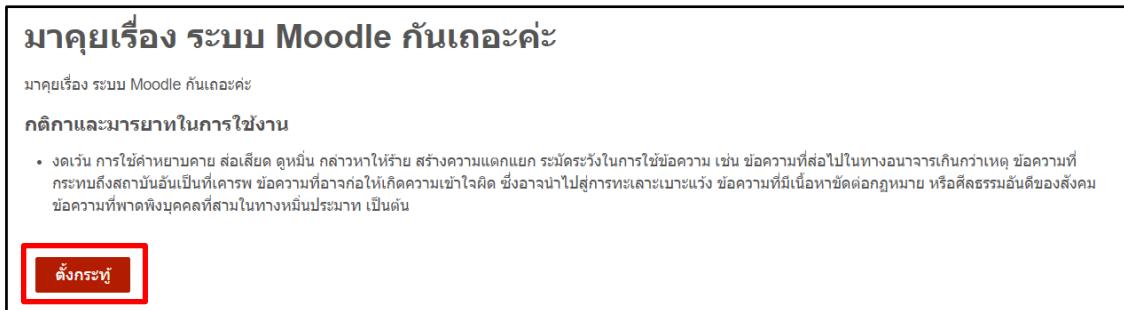 มาคุยเรื่อง ระบบ Moodle กันเถอะค่ะ
มาคุยเรื่อง ระบบ Moodle กันเถอะค่ะ
กติกาและมารยาทในการใช้งาน
• งดเว้น การใช้คำหยาบคาย ส่อเสียด ดูหมิ่น กล่าวหาให้ร้าย สร้างความแตกแยก ระมัดระวังในการใช้ข้อความ เช่น ข้อความที่ส่อไปในทางอนาจารเกินกว่าเหตุ ข้อความที่
กระทบถึงสถาบันอันเป็นที่เคารพ ข้อความที่อาจก่อให้เกิดความเข้าใจผิด ซึ่งอาจนำไปสู่การทะเลาะเบาะแว้ง ข้อความที่มีเนื้อหาขัดต่อกฎหมาย หรือศีลธรรมอันดีของสังคม
ข้อความที่พาดพิงบุคคลที่สามในทางหมิ่นประมาท เป็นต้น
ตั้งกระทู้